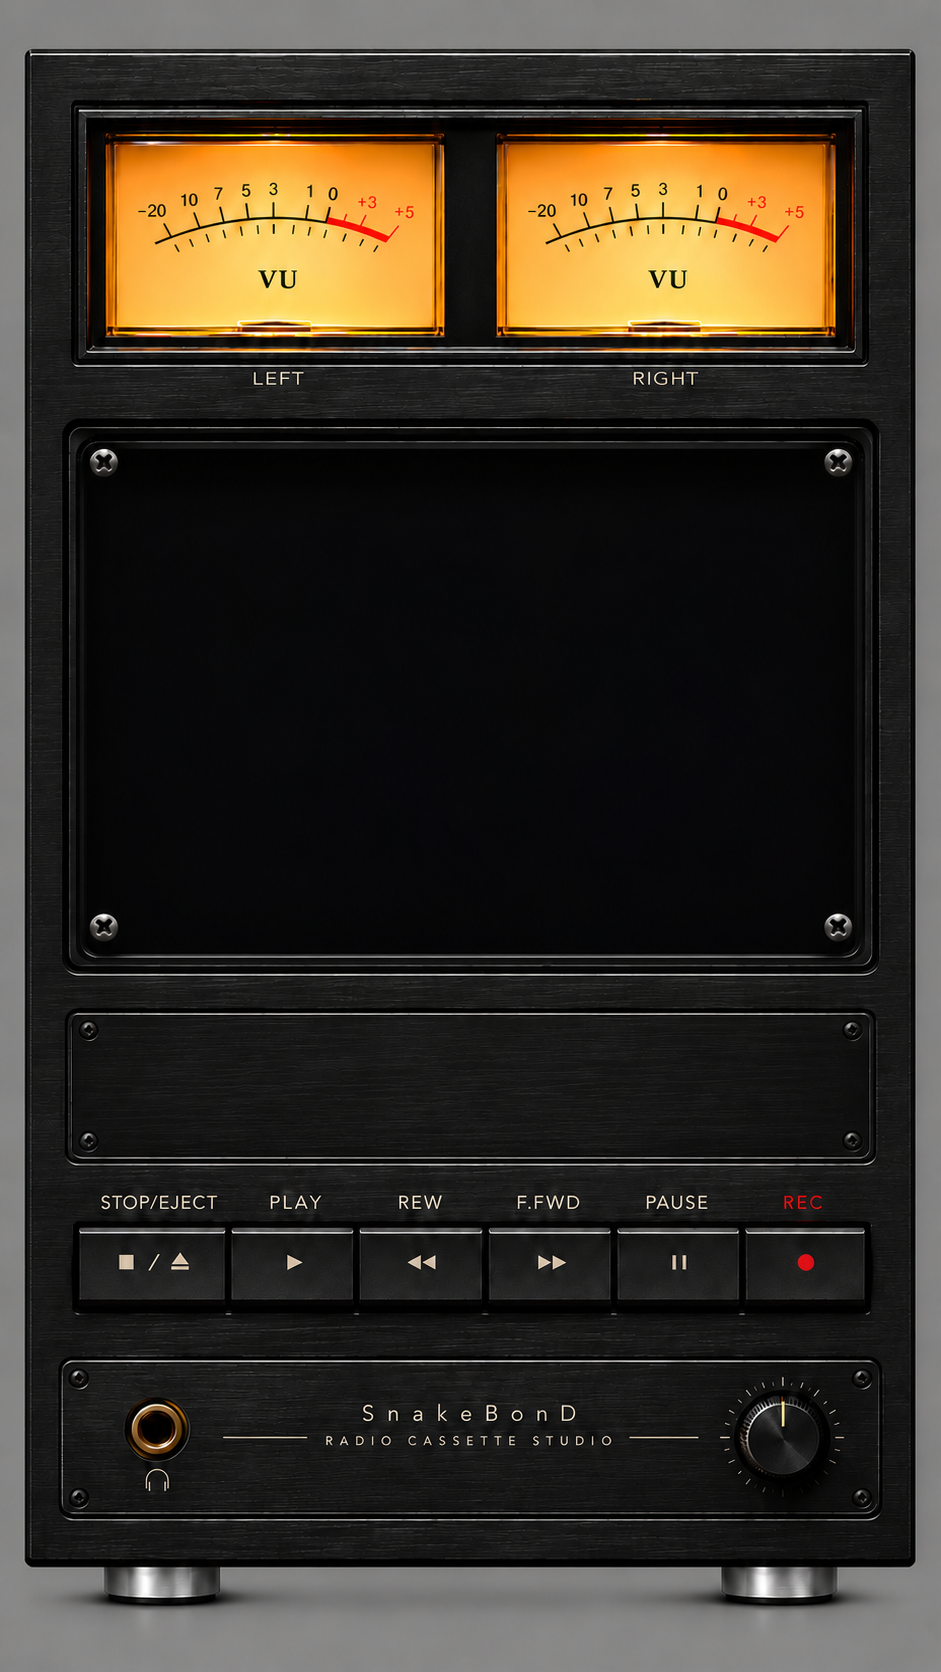 -20 10 7 5 3 1 0 +3 +5
VU
-20 10 7 5 3 1 0 +3 +5
VU
LEFT
RIGHT
STOP/EJECT PLAY REW F.FWD PAUSE REC
SnakeBonD
RADIO CASSETTE STUDIO